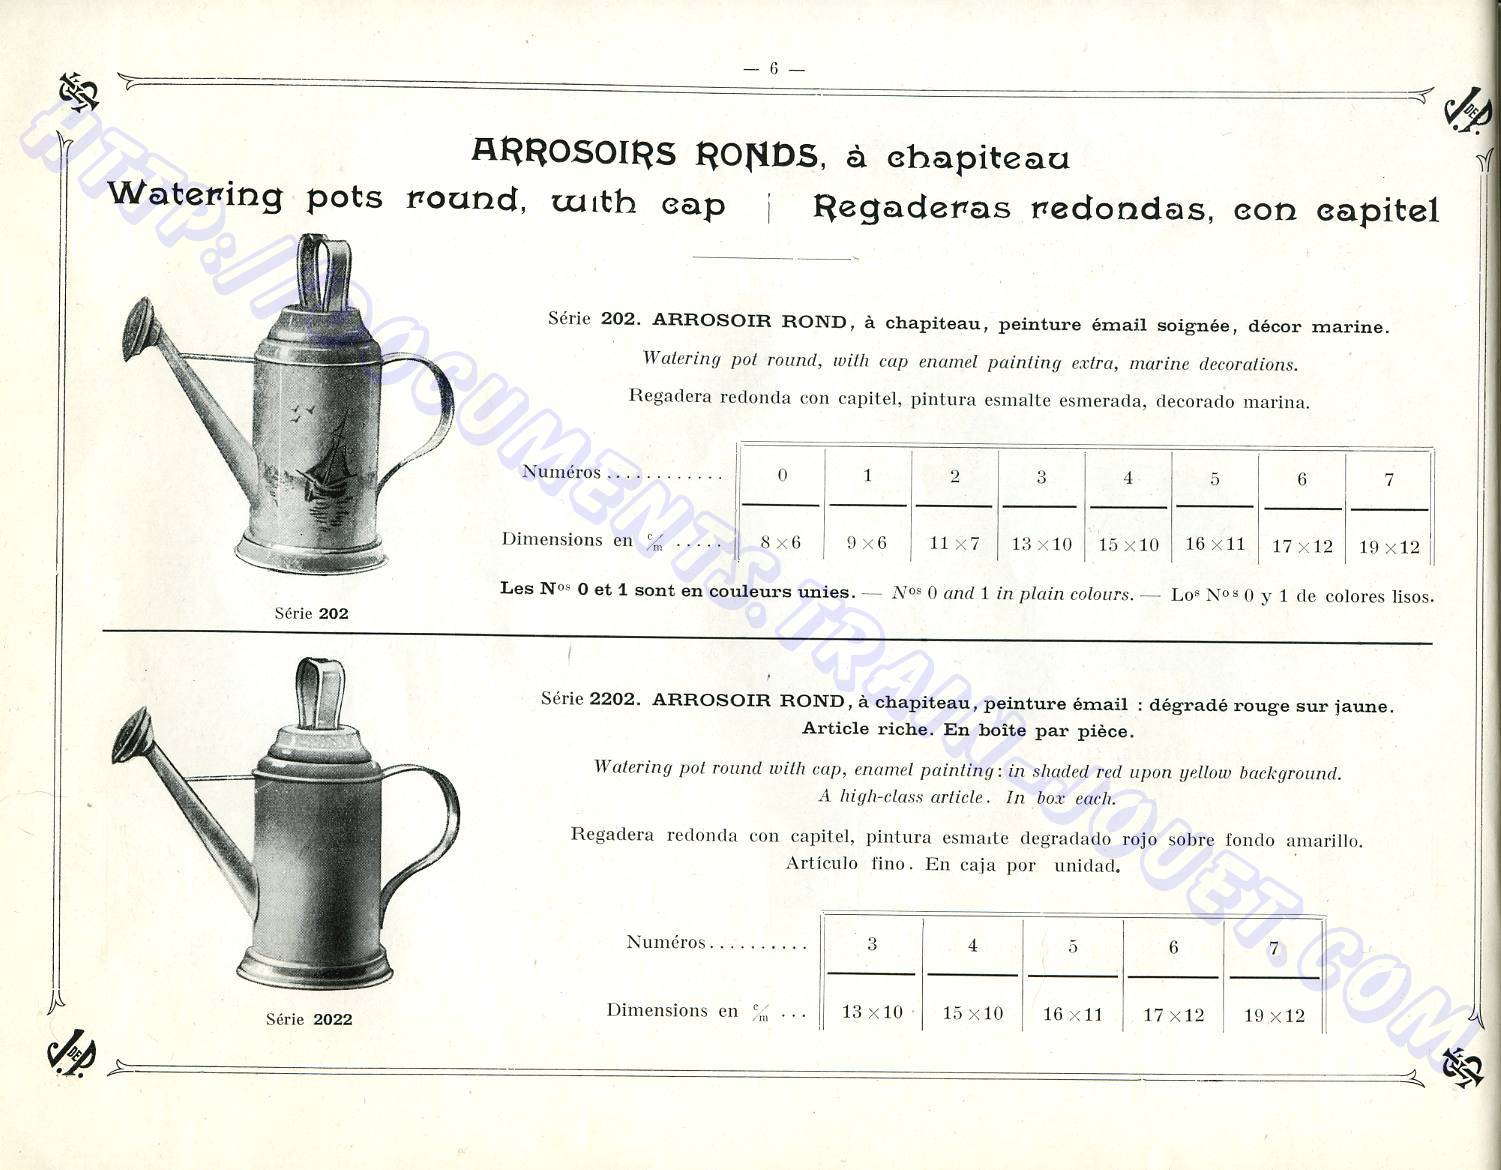 — 6 —
ARROSOIRS RONDS, à chapiteau
Watering pots round, with cap | Regaderas redondas, con capitel
Série 202. ARROSOIR ROND, à chapiteau, peinture émail soignée, décor marine.
Watering pot round, with cap enamel painting extra, marine decorations.
Regadera redonda con capitel, pintura esmalte esmerada, decorado marina.
Numéros ............ 0 1 2 3 4 5 6 7
Dimensions en c/m ..... 8×6 9×6 11×7 13×10 15×10 16×11 17×12 19×12
Les Nos 0 et 1 sont en couleurs unies. — Nos 0 and 1 in plain colours. — Los Nos 0 y 1 de colores lisos.
Série 202
Série 2202. ARROSOIR ROND, à chapiteau, peinture émail : dégradé rouge sur jaune.
Article riche. En boîte par pièce.
Watering pot round with cap, enamel painting: in shaded red upon yellow background.
A high-class article. In box each.
Regadera redonda con capitel, pintura esmalte degradado rojo sobre fondo amarillo.
Artículo fino. En caja por unidad.
Numéros.......... 3 4 5 6 7
Dimensions en c/m ... 13×10 15×10 16×11 17×12 19×12
Série 2022
J. DE P.
J. DE P.
HTTP://DOCUMENTS.TRAIN-JOUET.COM